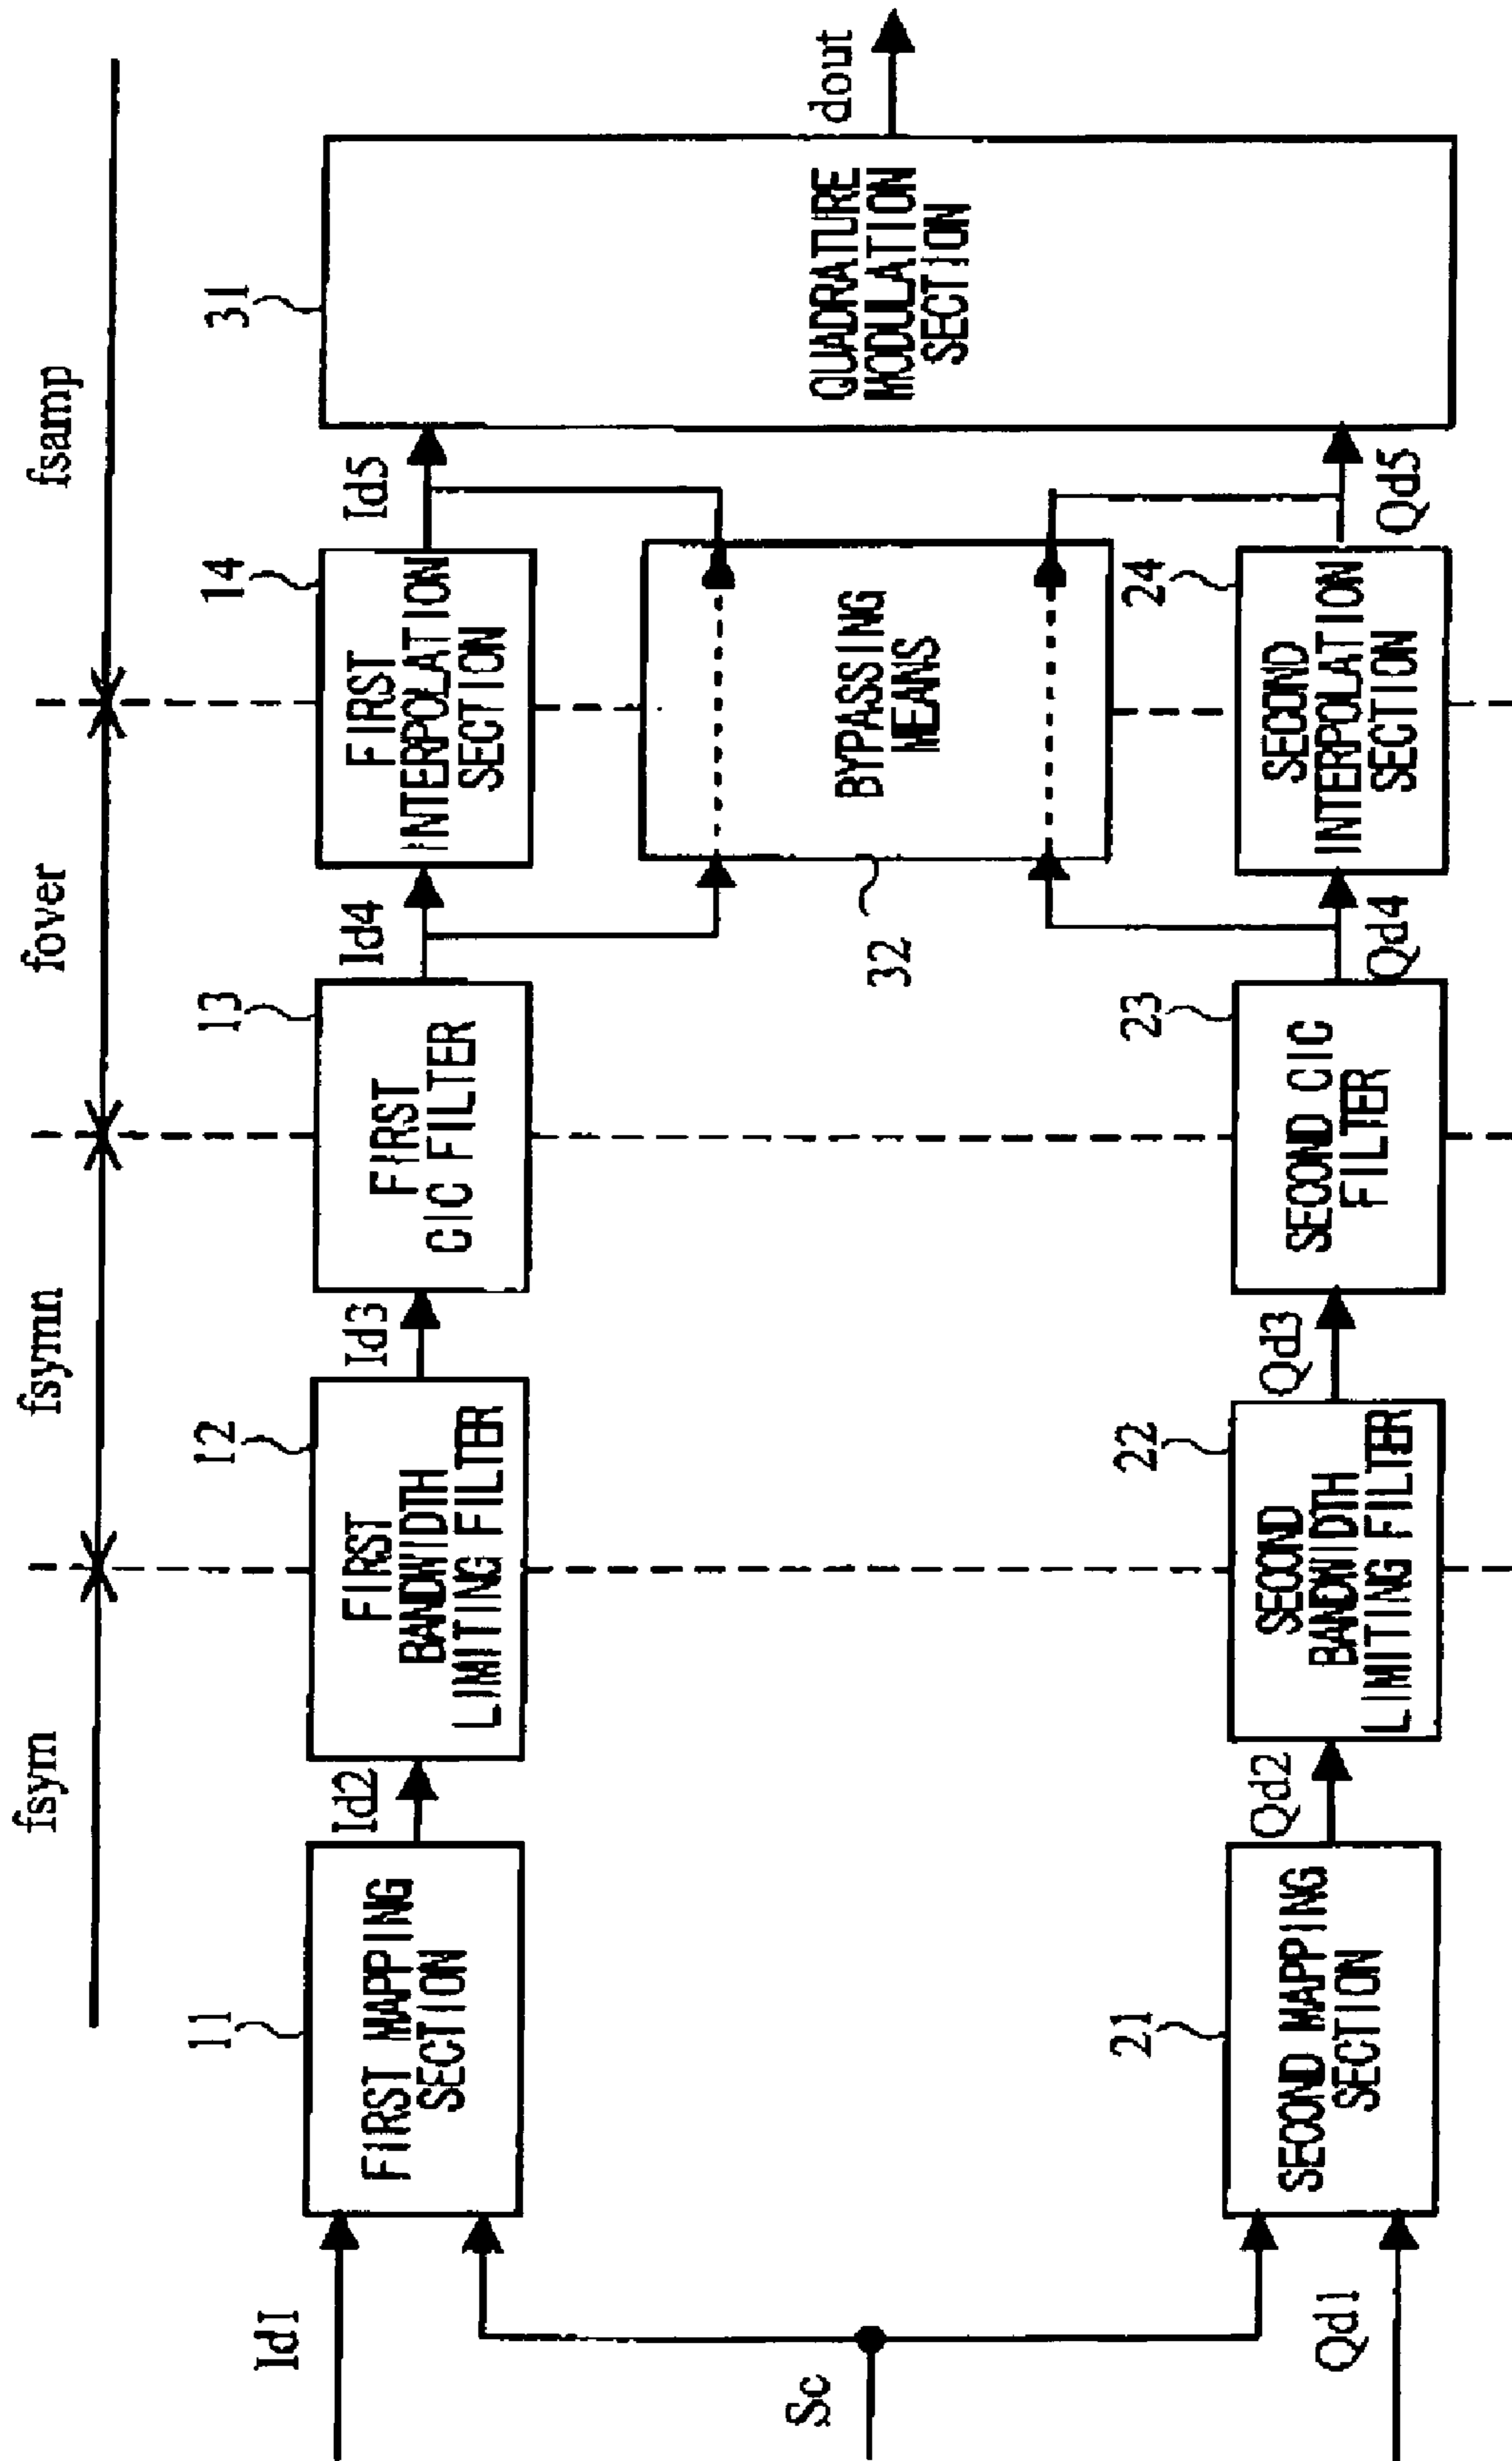 fsym
fsymn
fover
fsamp
Id1
11
FIRST MAPPING
SECTION
Id2
12
FIRST
BANDWIDTH
LIMITING FILTER
Id3
13
FIRST
CIC FILTER
Id4
14
FIRST
INTERPOLATION
SECTION
Id5
31
QUADRATURE
MODULATION
SECTION
dout
Sc
BYPASSING
MEANS
32
Qd1
21
SECOND MAPPING
SECTION
Qd2
22
SECOND
BANDWIDTH
LIMITING FILTER
Qd3
23
SECOND CIC
FILTER
Qd4
24
SECOND
INTERPOLATION
SECTION
Qd5